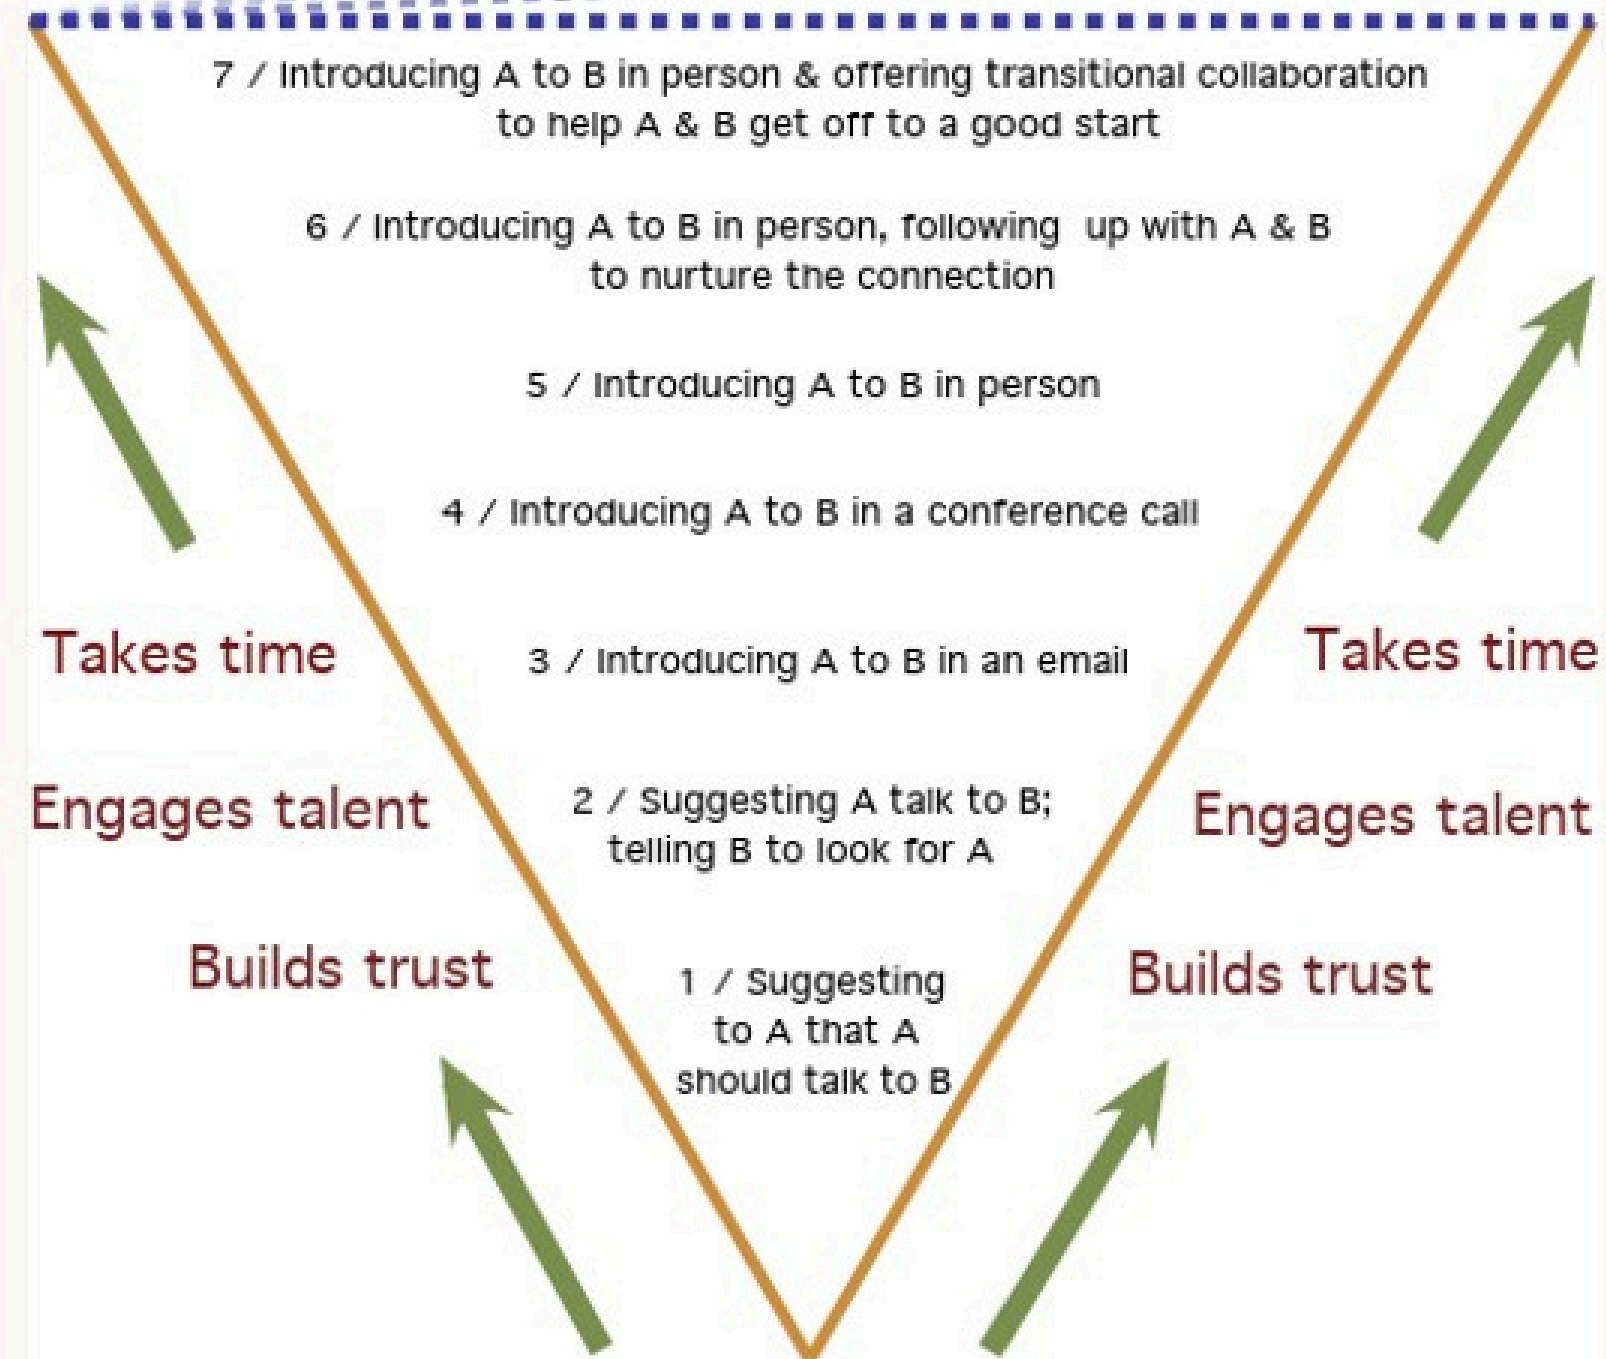 7 / Introducing A to B in person & offering transitional collaboration
to help A & B get off to a good start
6 / Introducing A to B in person, following up with A & B
to nurture the connection
5 / Introducing A to B in person
4 / Introducing A to B in a conference call
Takes time
3 / Introducing A to B in an email
Takes time
Engages talent
2 / Suggesting A talk to B;
telling B to look for A
Engages talent
Builds trust
1 / Suggesting
to A that A
should talk to B
Builds trust